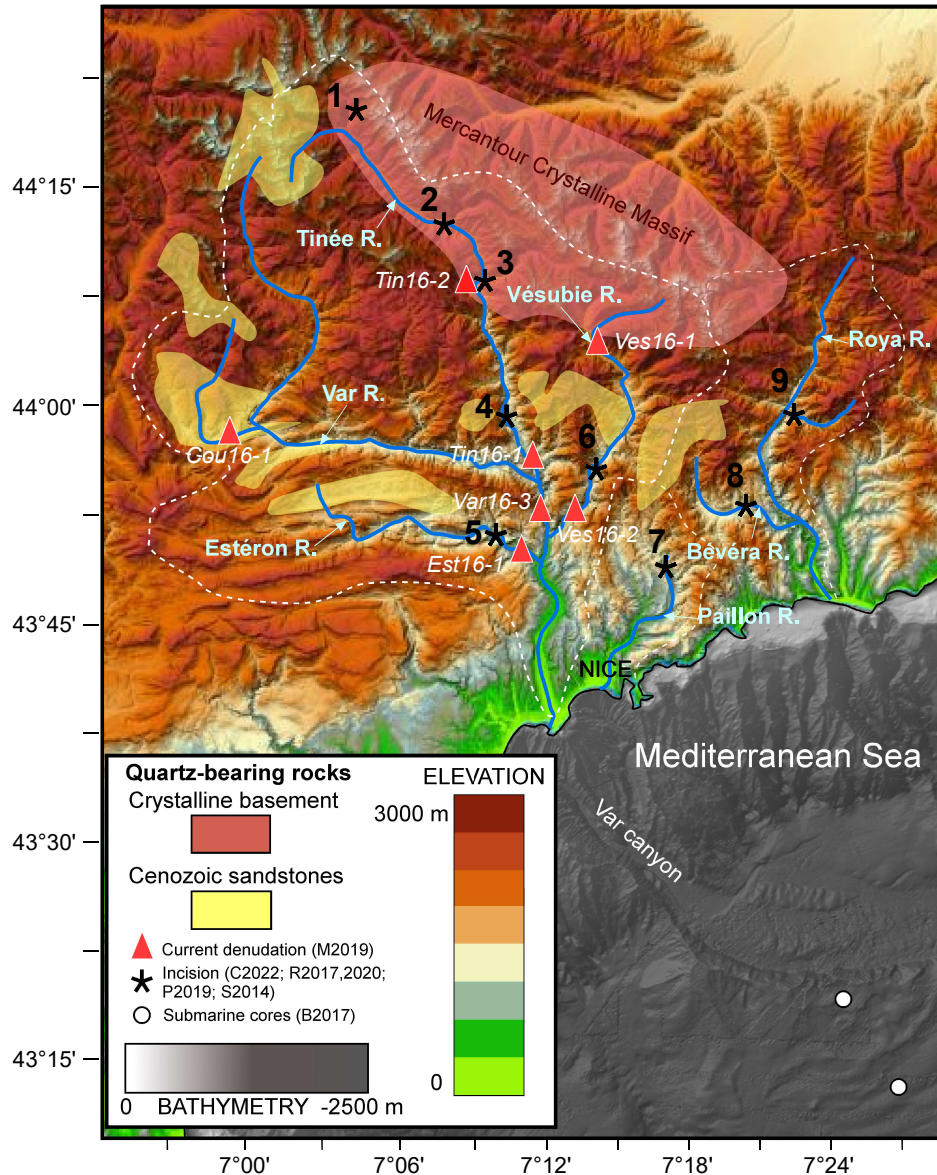 1
Mercantour Crystalline Massif
44°15'
2
Tinée R.
3
Tin16-2
Vésubie R.
Ves16-1
Roya R.
9
44°00'
4
Var R.
6
Cou16-1
Tin16-1
8
Var16-3
Ves16-2
7
5
Estéron R.
Est16-1
Bévéra R.
43°45'
Paillon R.
NICE
Mediterranean Sea
Var canyon
Quartz-bearing rocks
Crystalline basement
Cenozoic sandstones
Current denudation (M2019)
Incision (C2022; R2017,2020;
P2019; S2014)
Submarine cores (B2017)
0 BATHYMETRY -2500 m
ELEVATION
3000 m
0
43°30'
43°15'
7°00' 7°06' 7°12' 7°18' 7°24'